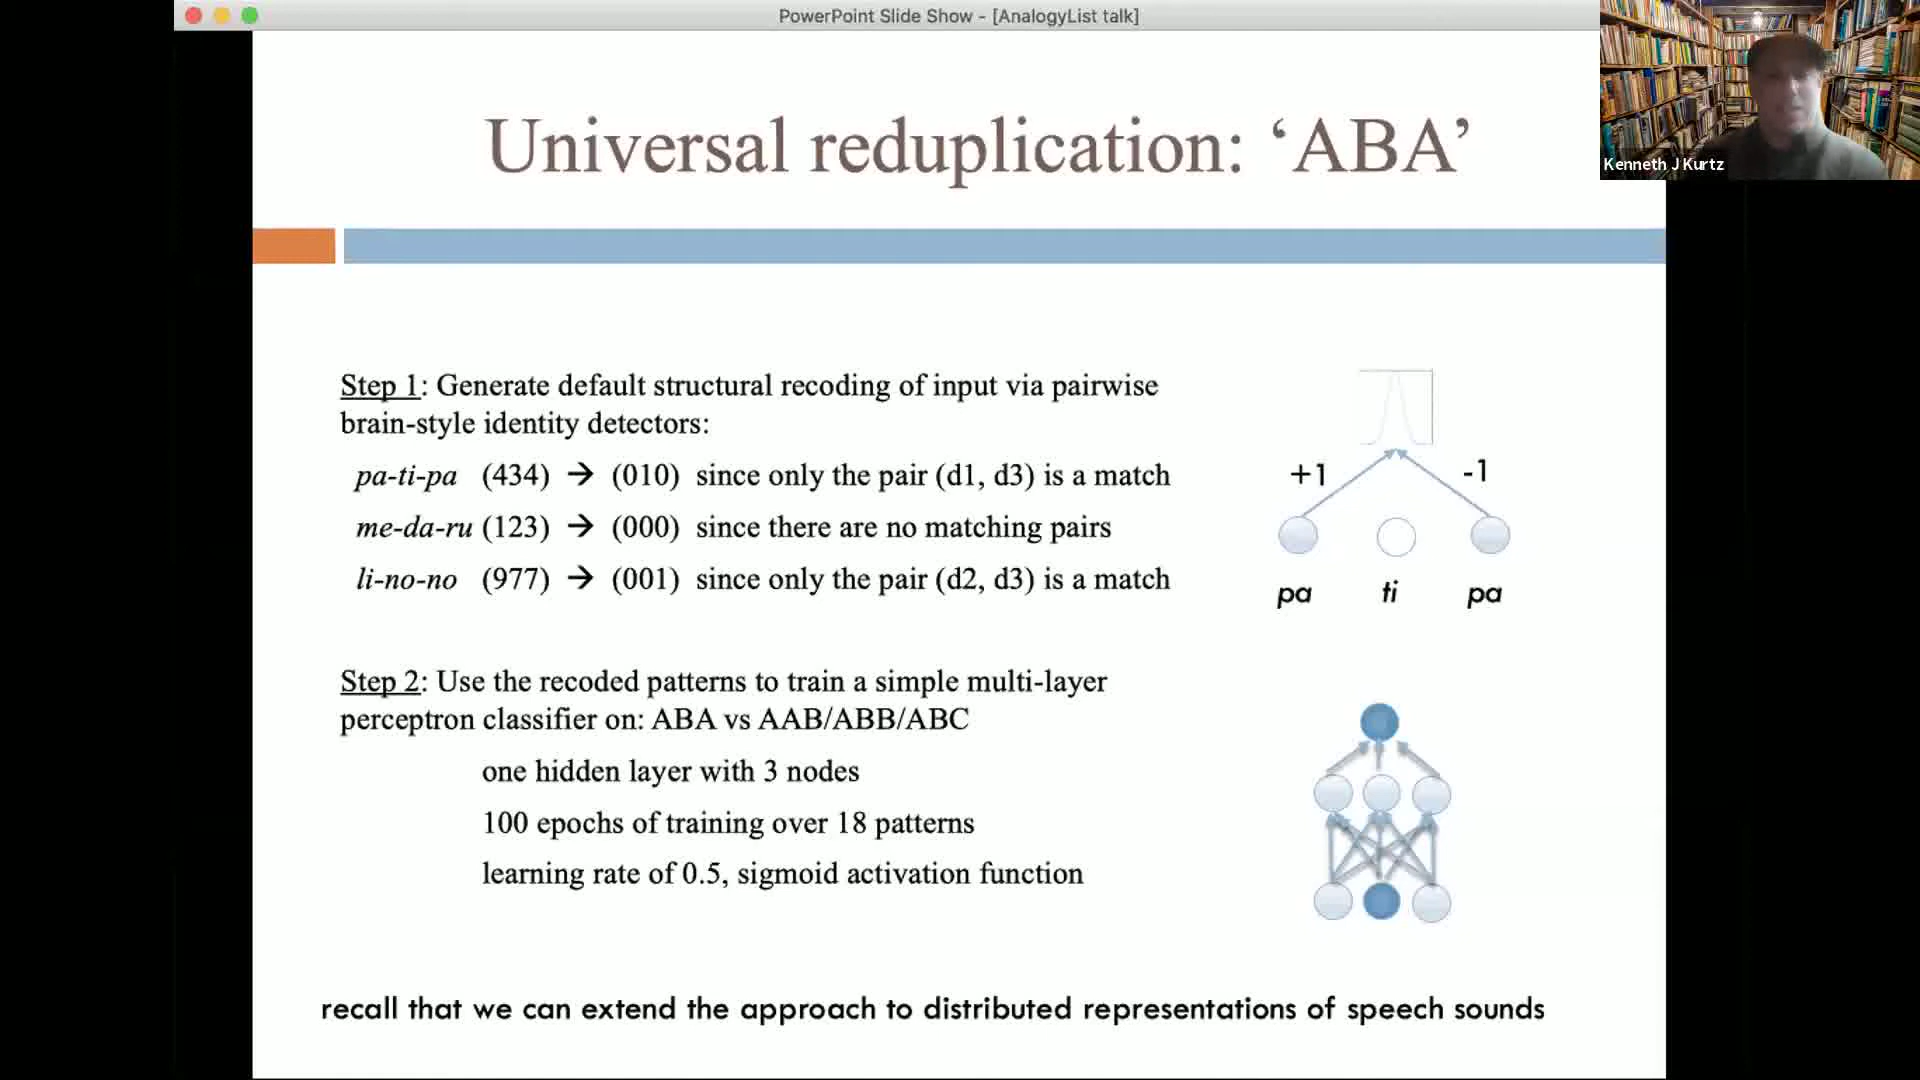 PowerPoint Slide Show - [AnalogyList talk]
Kenneth J Kurtz
Universal reduplication: ‘ABA’
Step 1: Generate default structural recoding of input via pairwise
brain-style identity detectors:
pa-ti-pa (434) → (010) since only the pair (d1, d3) is a match
me-da-ru (123) → (000) since there are no matching pairs
li-no-no (977) → (001) since only the pair (d2, d3) is a match
+1 -1
pa ti pa
Step 2: Use the recoded patterns to train a simple multi-layer
perceptron classifier on: ABA vs AAB/ABB/ABC
one hidden layer with 3 nodes
100 epochs of training over 18 patterns
learning rate of 0.5, sigmoid activation function
recall that we can extend the approach to distributed representations of speech sounds